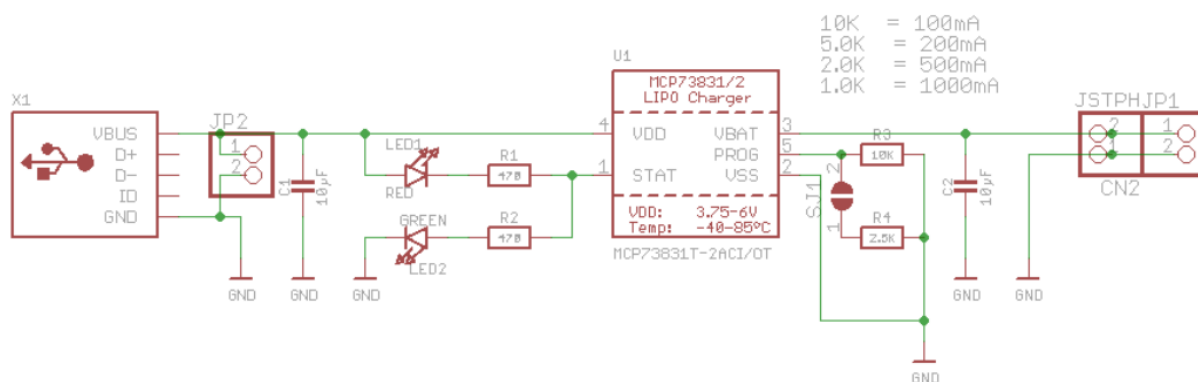 10K = 100mA
5.0K = 200mA
2.0K = 500mA
1.0K = 1000mA
X1
VBUS
D+
D-
ID
GND
JP2
1
2
GND
C1
10µF
GND
LED1
RED
R1
470
GREEN
LED2
R2
470
GND
U1
MCP73831/2
LIPO Charger
4
VDD
VBAT
3
PROG
5
1
STAT
VSS
2
VDD: 3.75-6V
Temp: -40-85°C
MCP73831T-2ACI/OT
R3
10K
2
SJ1
1
R4
2.5K
GND
C2
10µF
GND
GND
JSTPH
JP1
2
1
1
2
CN2